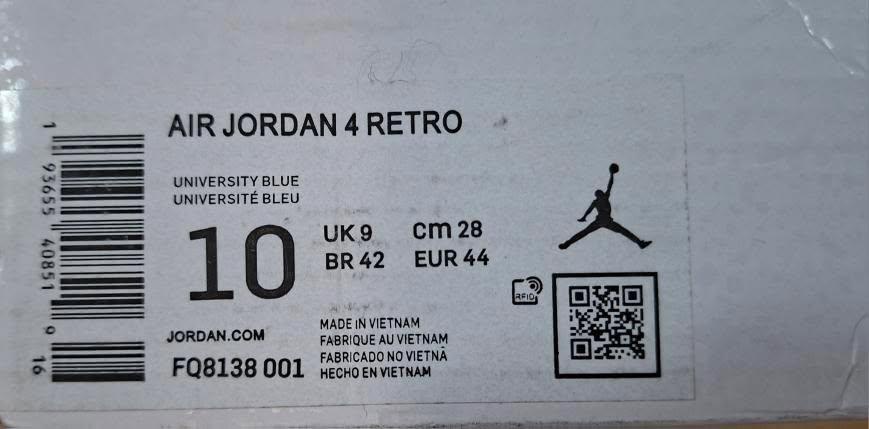 AIR JORDAN 4 RETRO
UNIVERSITY BLUE
UNIVERSITÉ BLEU
10
UK 9 cm 28
BR 42 EUR 44
RFID
JORDAN.COM
FQ8138 001
MADE IN VIETNAM
FABRIQUE AU VIETNAM
FABRICADO NO VIETNÃ
HECHO EN VIETNAM
1 93655 40851 9 16